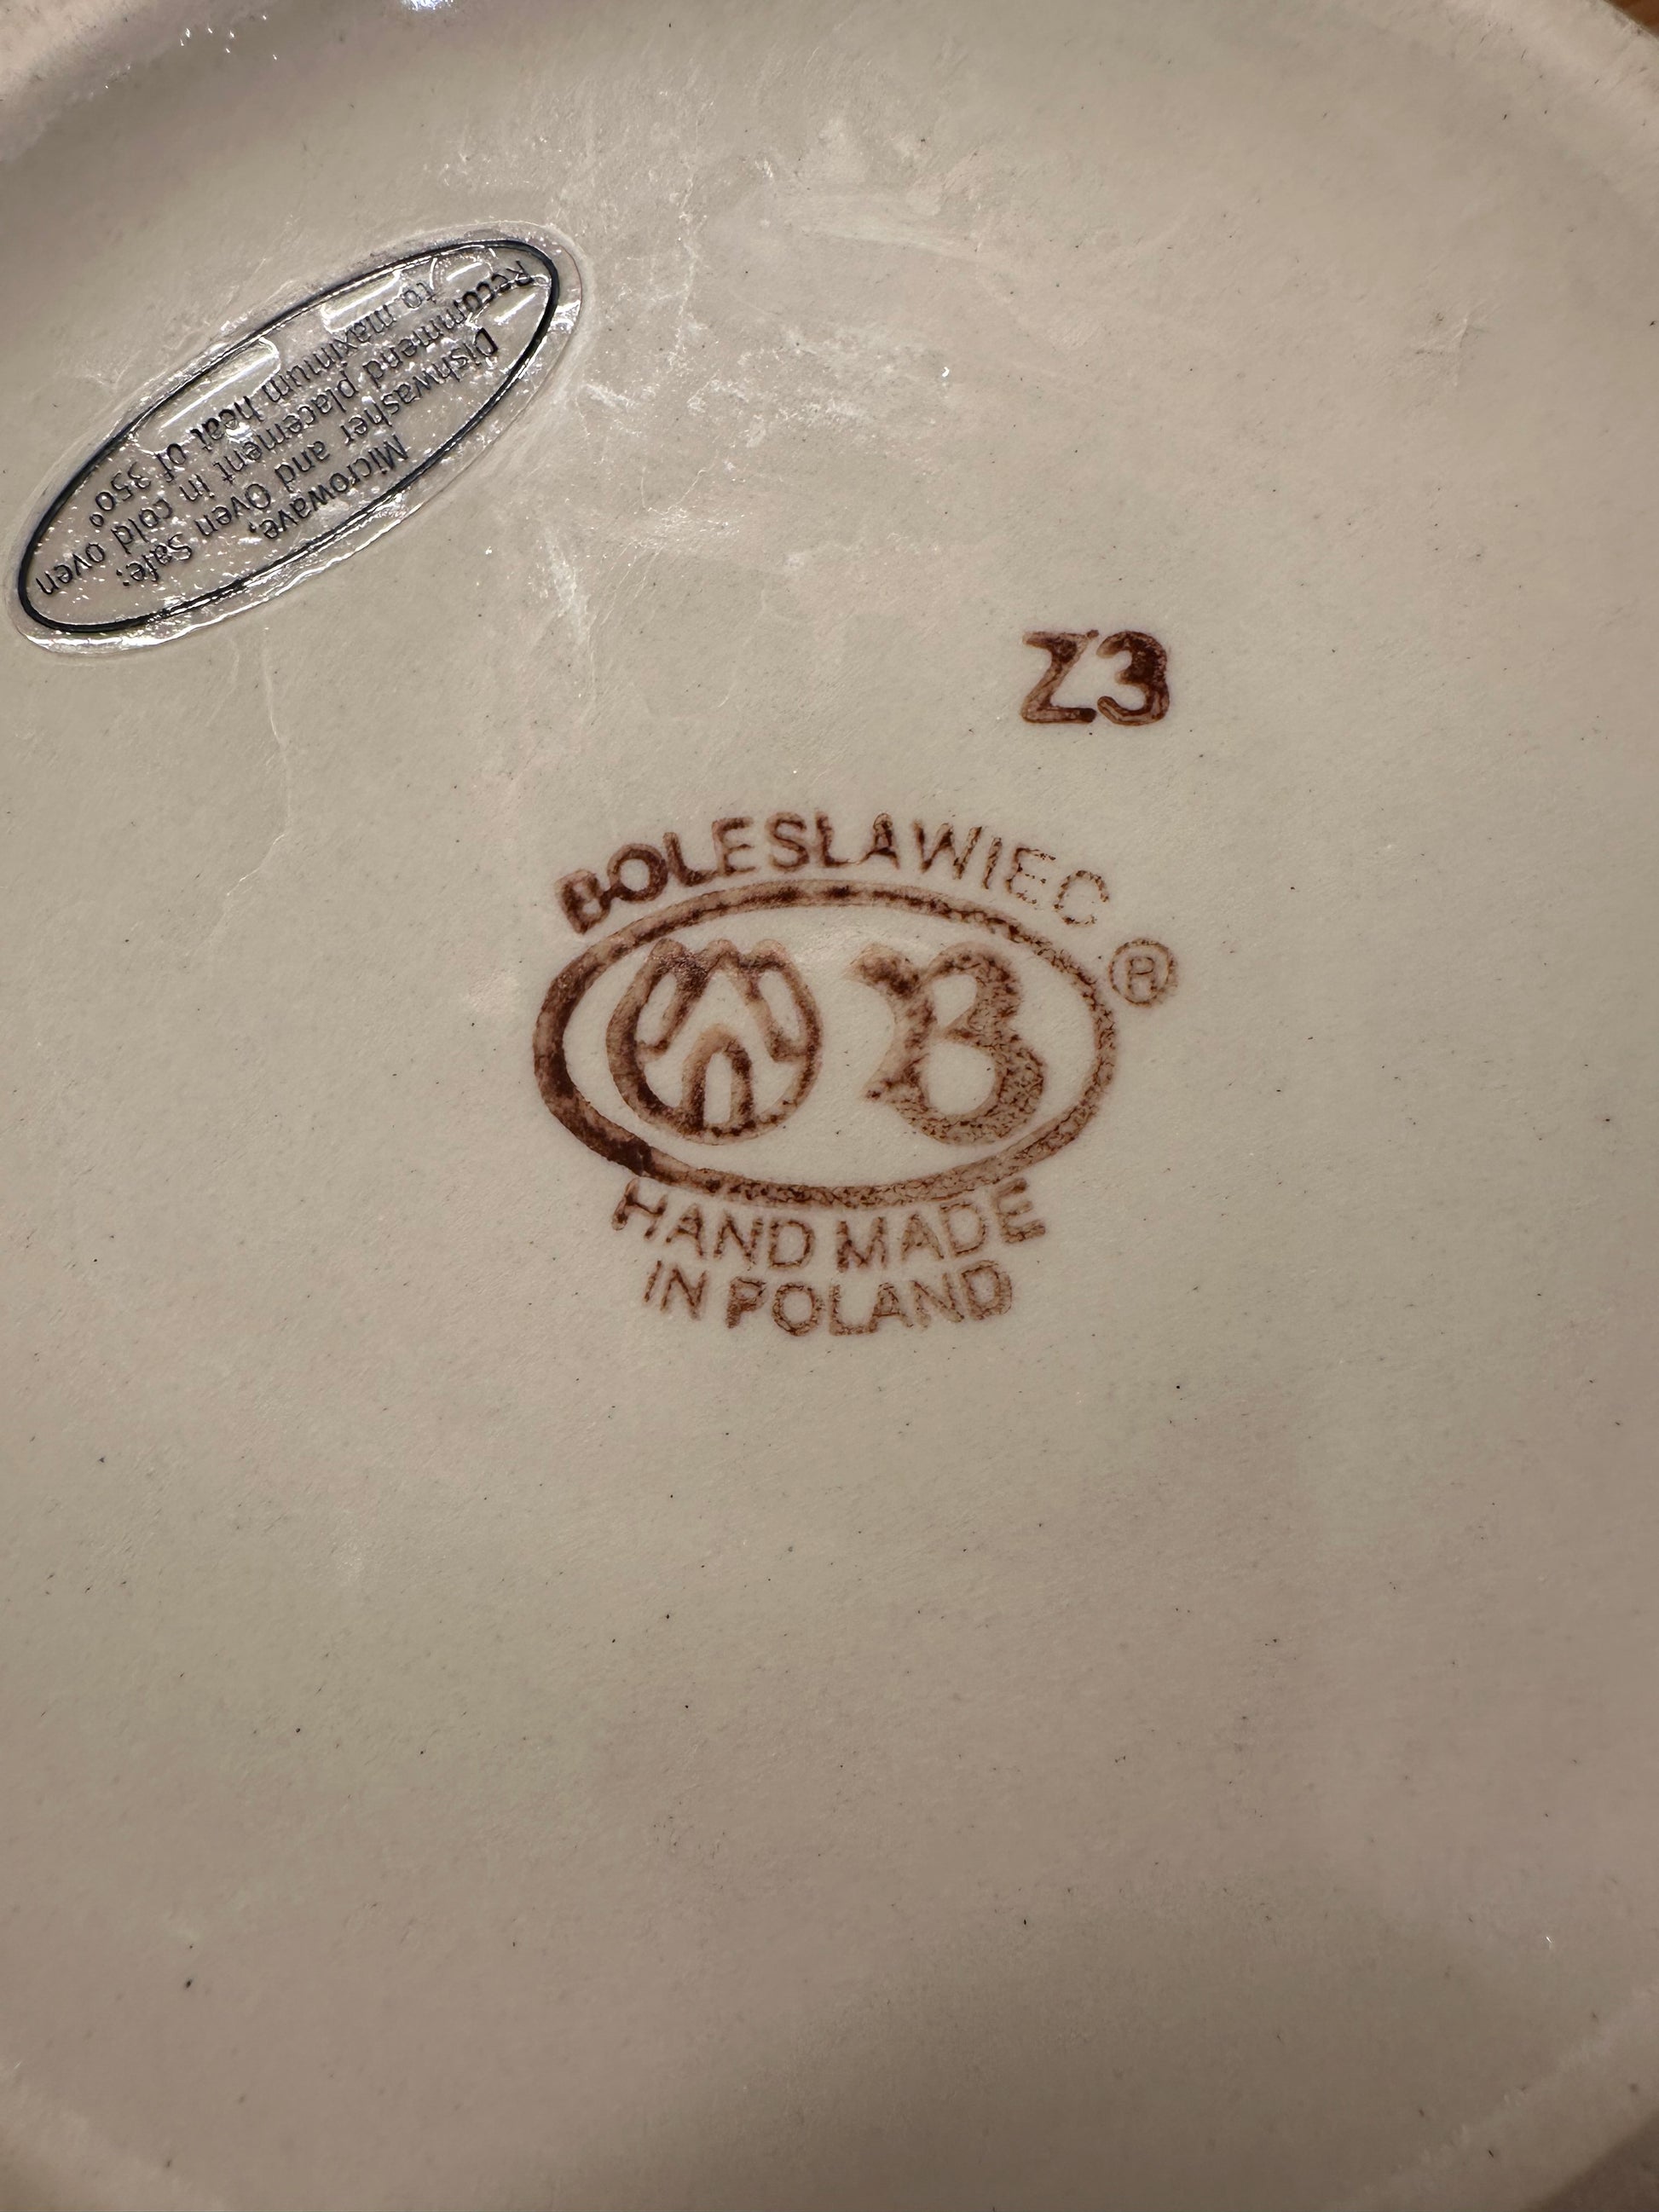 Microwave,
Dishwasher and Oven Safe:
Recommend placement in cold oven
to maximum heat of 350°
Z3
BOLESŁAWIEC ®
B
HAND MADE
IN POLAND